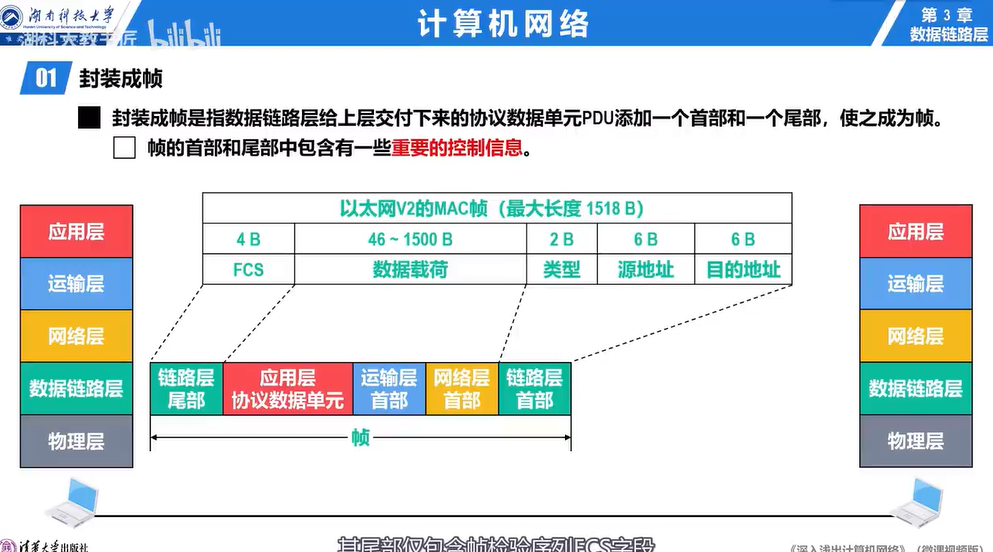 湖南科技大学
Hunan University of Science and Technology
湖科大教书匠
bilibili
计算机网络
第 3 章
数据链路层
01 封装成帧
封装成帧是指数据链路层给上层交付下来的协议数据单元PDU添加一个首部和一个尾部，使之成为帧。
帧的首部和尾部中包含有一些重要的控制信息。
以太网V2的MAC帧（最大长度 1518 B）
4 B 46 ~ 1500 B 2 B 6 B 6 B
FCS 数据载荷 类型 源地址 目的地址
应用层
运输层
网络层
数据链路层
物理层
链路层
尾部
应用层
协议数据单元
运输层
首部
网络层
首部
链路层
首部
帧
应用层
运输层
网络层
数据链路层
物理层
清华大学出版社
其尾部仅包含帧检验序列FCS字段
《深入浅出计算机网络》（微课视频版）